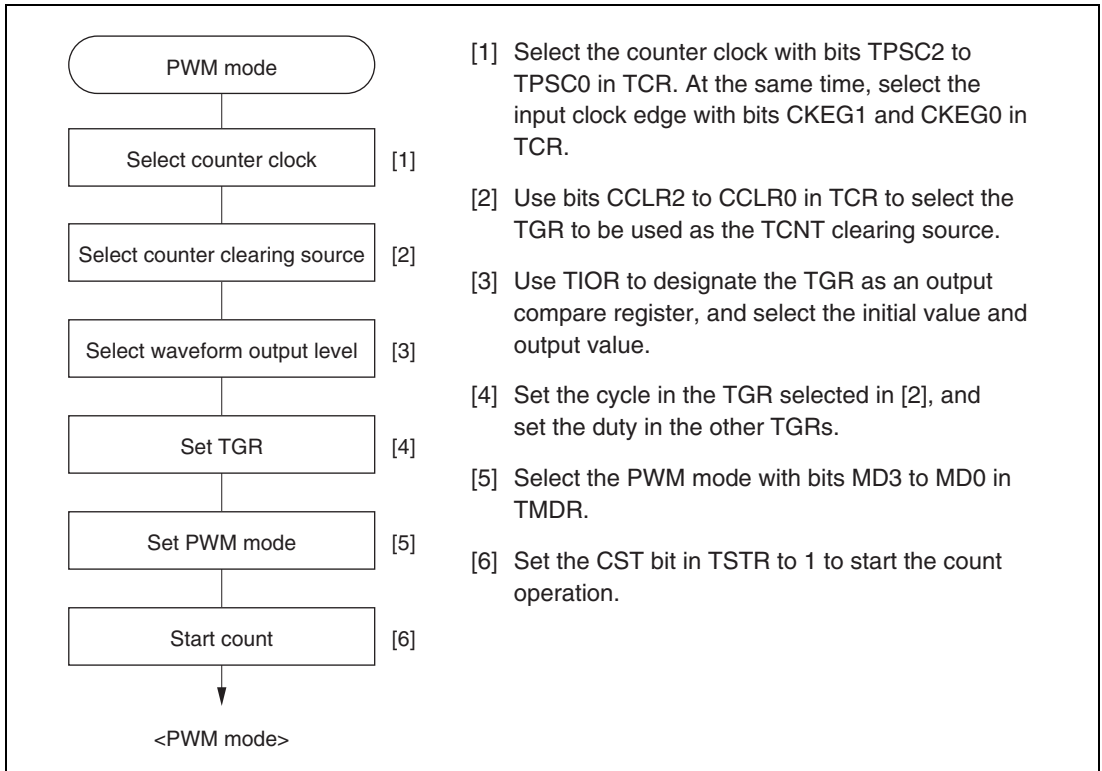 PWM mode
Select counter clock [1]
Select counter clearing source [2]
Select waveform output level [3]
Set TGR [4]
Set PWM mode [5]
Start count [6]
<PWM mode>
[1] Select the counter clock with bits TPSC2 to
TPSC0 in TCR. At the same time, select the
input clock edge with bits CKEG1 and CKEG0 in
TCR.
[2] Use bits CCLR2 to CCLR0 in TCR to select the
TGR to be used as the TCNT clearing source.
[3] Use TIOR to designate the TGR as an output
compare register, and select the initial value and
output value.
[4] Set the cycle in the TGR selected in [2], and
set the duty in the other TGRs.
[5] Select the PWM mode with bits MD3 to MD0 in
TMDR.
[6] Set the CST bit in TSTR to 1 to start the count
operation.